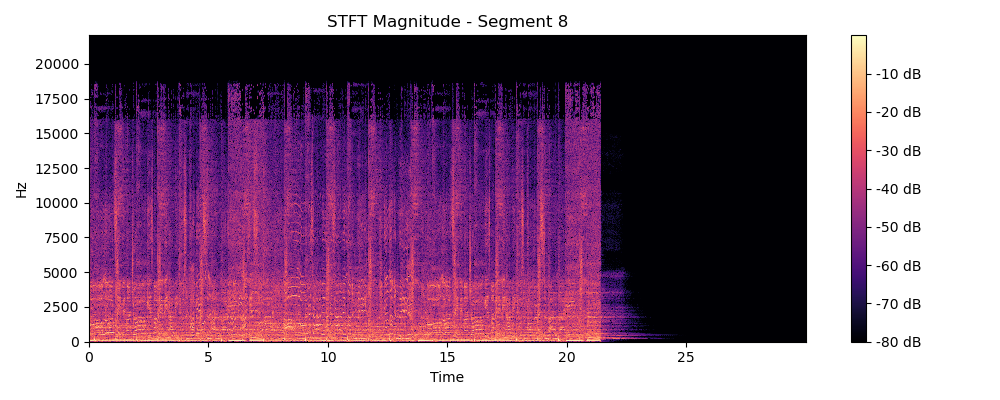 STFT Magnitude - Segment 8
Hz
20000
17500
15000
12500
10000
7500
5000
2500
0
0 5 10 15 20 25
Time
-10 dB
-20 dB
-30 dB
-40 dB
-50 dB
-60 dB
-70 dB
-80 dB